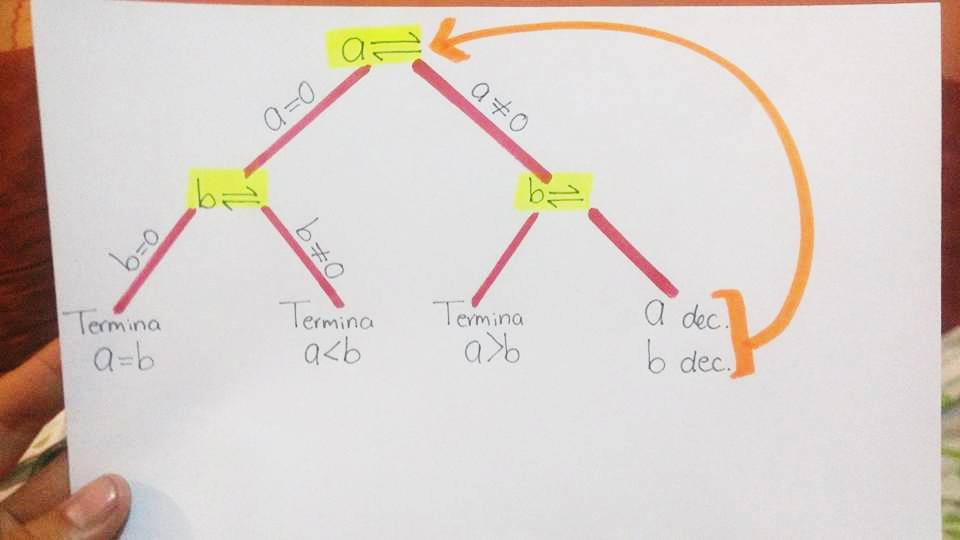 a⇌
a=0
a≠0
b⇌
b⇌
b=0
b≠0
Termina
a=b
Termina
a<b
Termina
a>b
a dec.
b dec.